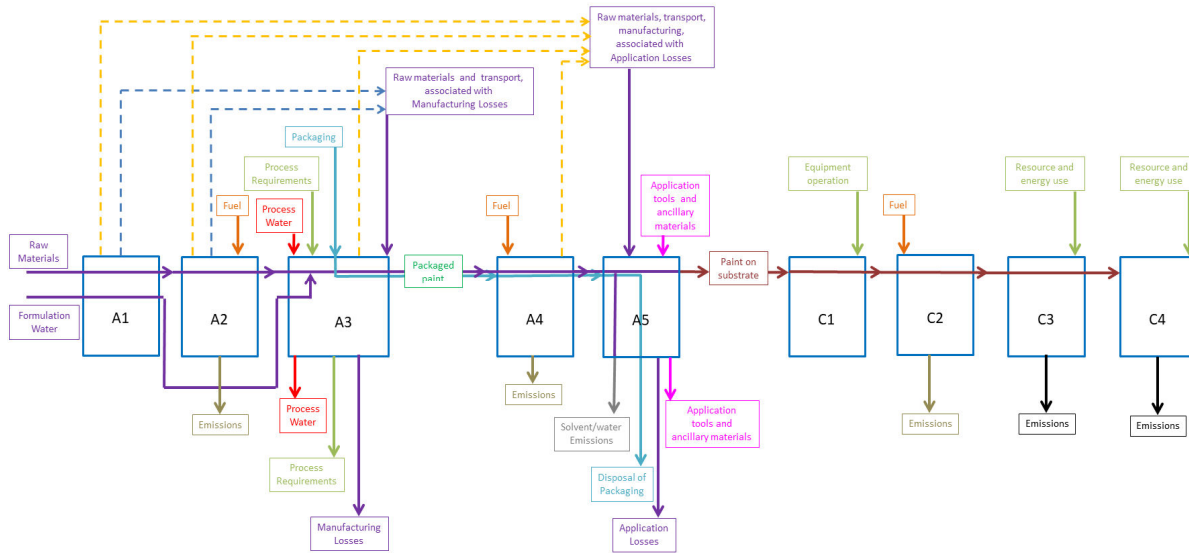 Raw materials, transport,
manufacturing,
associated with
Application Losses
Raw materials and transport,
associated with
Manufacturing Losses
Packaging
Process
Requirements
Equipment
operation
Resource and
energy use
Resource and
energy use
Application
tools and
ancillary
materials
Fuel
Process
Water
Fuel
Fuel
Raw
Materials
Packaged
paint
Paint on
substrate
Formulation
Water
A1
A2
A3
A4
A5
C1
C2
C3
C4
Emissions
Process
Water
Emissions
Solvent/water
Emissions
Application
tools and
ancillary materials
Emissions
Emissions
Emissions
Process
Requirements
Disposal of
Packaging
Manufacturing
Losses
Application
Losses